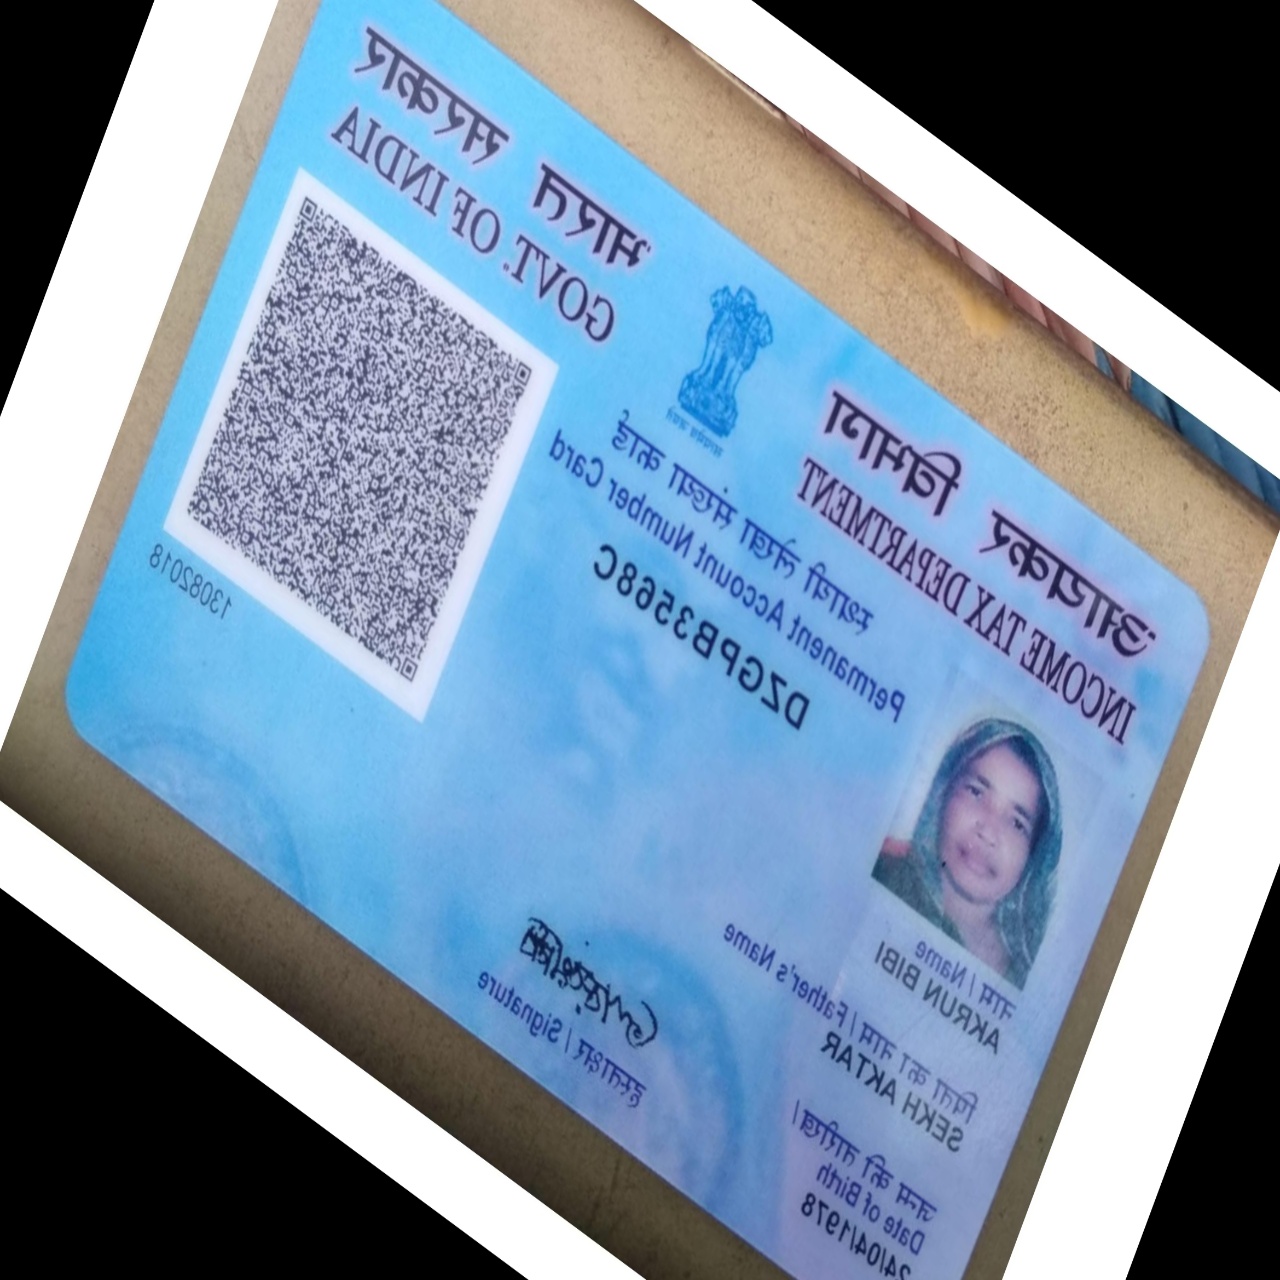 आयकर विभाग
INCOME TAX DEPARTMENT
भारत सरकार
GOVT. OF INDIA
सत्यमेव जयते
स्थायी लेखा संख्या कार्ड
Permanent Account Number Card
DZGPB3568C
नाम / Name
AKRUN BIBI
पिता का नाम / Father's Name
SEKH AKTAR
जन्म की तारीख /
Date of Birth
24/04/1978
हस्ताक्षर / Signature
13082018